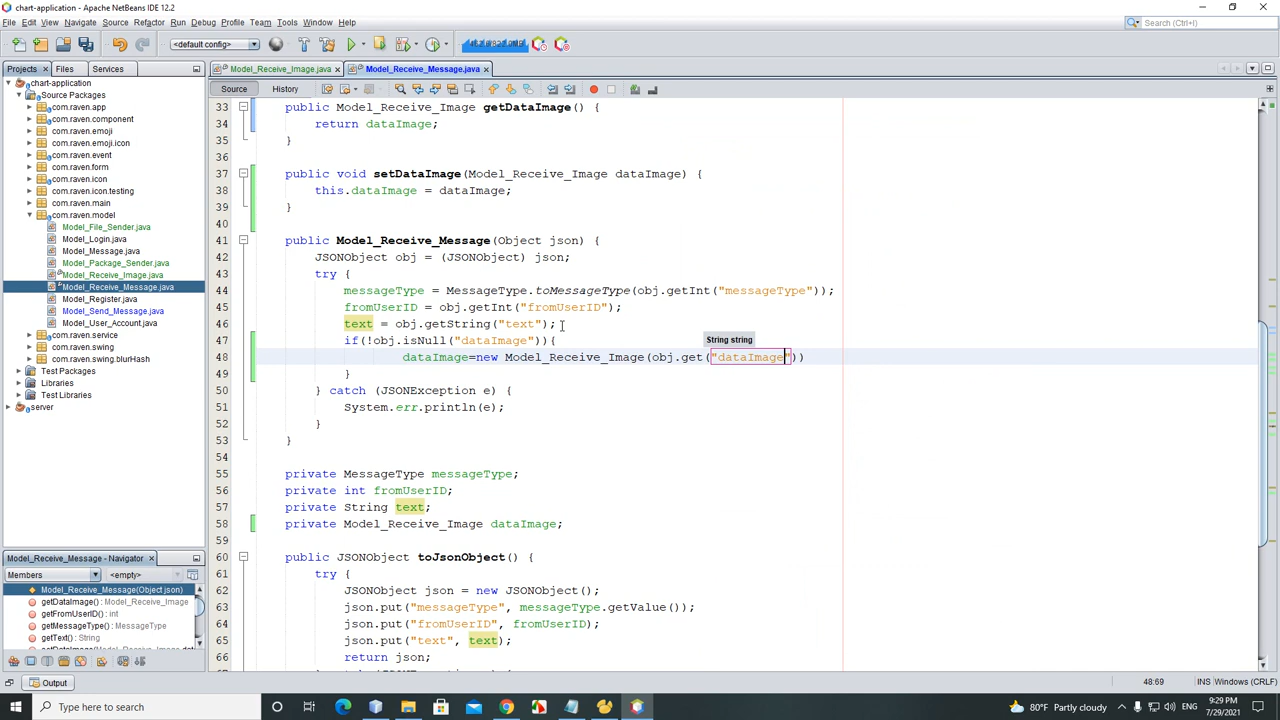 chart-application - Apache NetBeans IDE 12.2
File Edit View Navigate Source Refactor Run Debug Profile Team Tools Window Help
Search (Ctrl+I)
<default config>
Projects Files Services
Model_Receive_Image.java Model_Receive_Message.java
Source History
chart-application
Source Packages
com.raven.app
com.raven.component
com.raven.emoji
com.raven.emoji.icon
com.raven.event
com.raven.form
com.raven.icon
com.raven.icon.testing
com.raven.main
com.raven.model
Model_File_Sender.java
Model_Login.java
Model_Message.java
Model_Package_Sender.java
Model_Receive_Image.java
Model_Receive_Message.java
Model_Register.java
Model_Send_Message.java
Model_User_Account.java
com.raven.service
com.raven.swing
com.raven.swing.blurHash
Test Packages
Libraries
Test Libraries
server
33 public Model_Receive_Image getDataImage() {
34 return dataImage;
35 }
36
37 public void setDataImage(Model_Receive_Image dataImage) {
38 this.dataImage = dataImage;
39 }
40
41 public Model_Receive_Message(Object json) {
42 JSONObject obj = (JSONObject) json;
43 try {
44 messageType = MessageType.toMessageType(obj.getInt("messageType"));
45 fromUserID = obj.getInt("fromUserID");
46 text = obj.getString("text");
47 if(!obj.isNull("dataImage")){
String string
48 dataImage=new Model_Receive_Image(obj.get("dataImage"))
49 }
50 } catch (JSONException e) {
51 System.err.println(e);
52 }
53 }
54
55 private MessageType messageType;
56 private int fromUserID;
57 private String text;
58 private Model_Receive_Image dataImage;
59
60 public JSONObject toJsonObject() {
61 try {
62 JSONObject json = new JSONObject();
63 json.put("messageType", messageType.getValue());
64 json.put("fromUserID", fromUserID);
65 json.put("text", text);
66 return json;
Model_Receive_Message - Navigator
Members <empty>
Model_Receive_Message(Object json)
getDataImage() : Model_Receive_Image
getFromUserID() : int
getMessageType() : MessageType
getText() : String
Output
48:69 INS Windows (CRLF)
Type here to search
80°F Partly cloudy
9:29 PM
7/29/2021